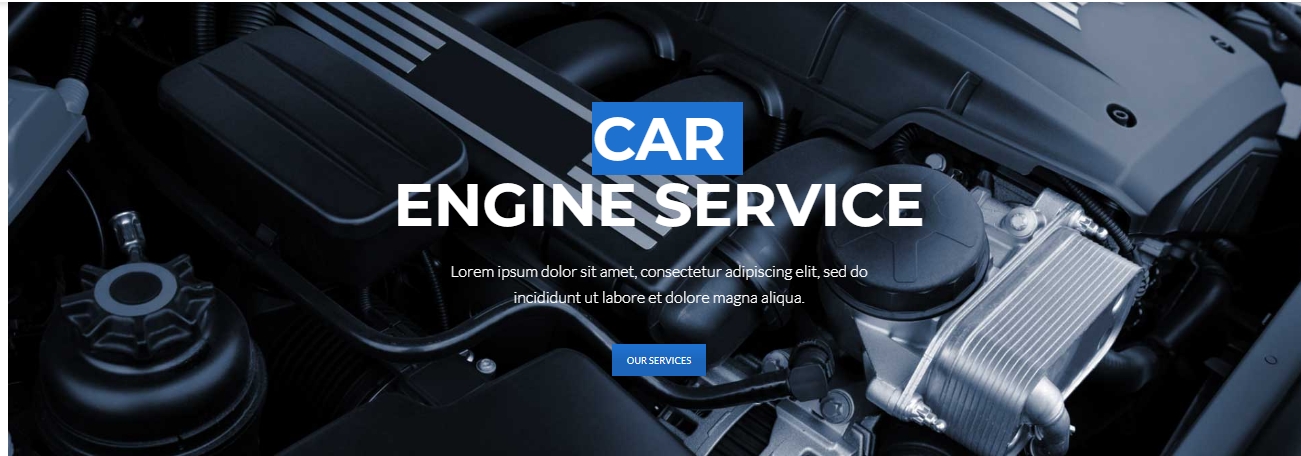 CAR
ENGINE SERVICE
Lorem ipsum dolor sit amet, consectetur adipiscing elit, sed do
incididunt ut labore et dolore magna aliqua.
OUR SERVICES